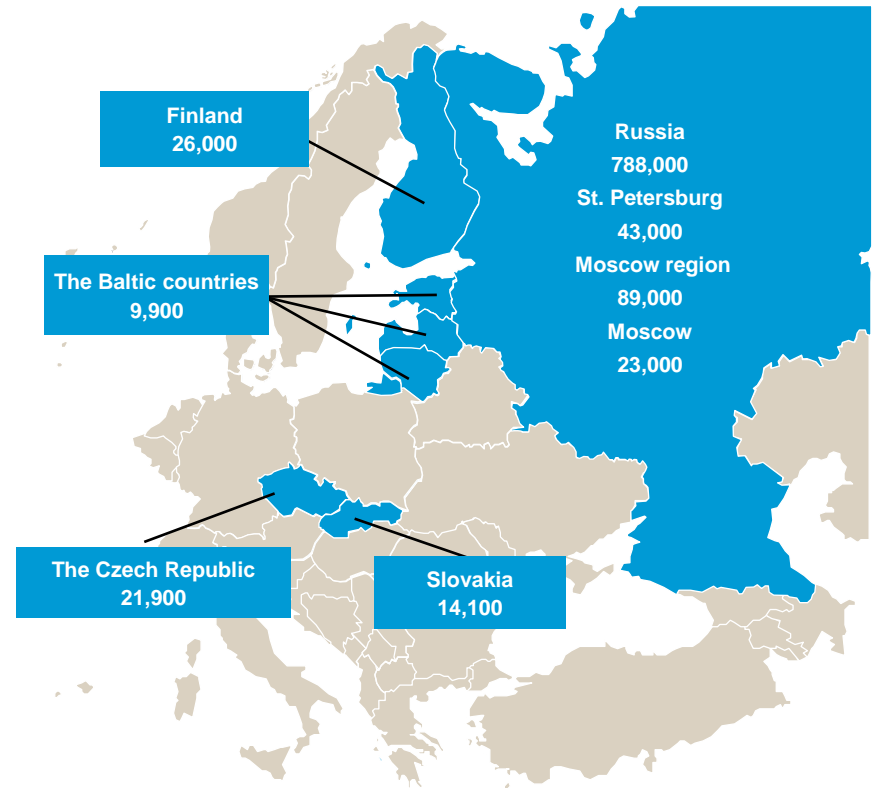 Finland
26,000
Russia
788,000
St. Petersburg
43,000
Moscow region
89,000
Moscow
23,000
The Baltic countries
9,900
The Czech Republic
21,900
Slovakia
14,100